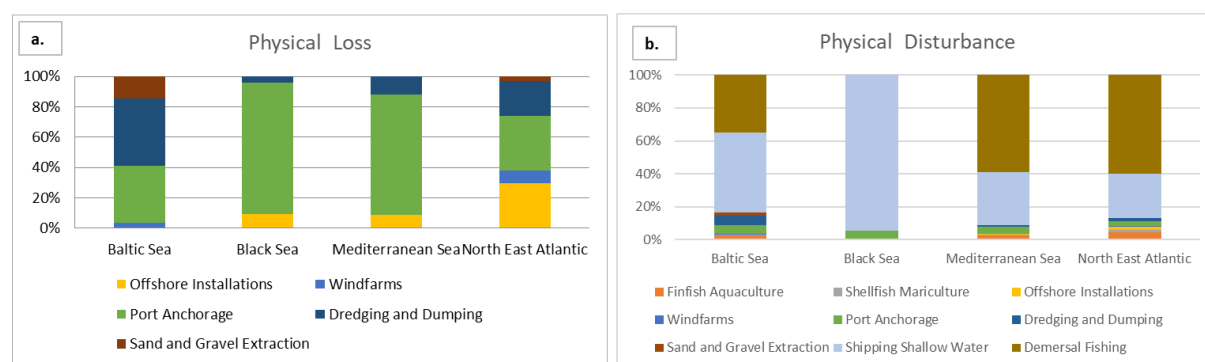 a.
Physical Loss
100%
80%
60%
40%
20%
0%
Baltic Sea Black Sea Mediterranean Sea North East Atlantic
Offshore Installations Windfarms
Port Anchorage Dredging and Dumping
Sand and Gravel Extraction
b.
Physical Disturbance
100%
80%
60%
40%
20%
0%
Baltic Sea Black Sea Mediterranean Sea North East Atlantic
Finfish Aquaculture Shellfish Mariculture Offshore Installations
Windfarms Port Anchorage Dredging and Dumping
Sand and Gravel Extraction Shipping Shallow Water Demersal Fishing